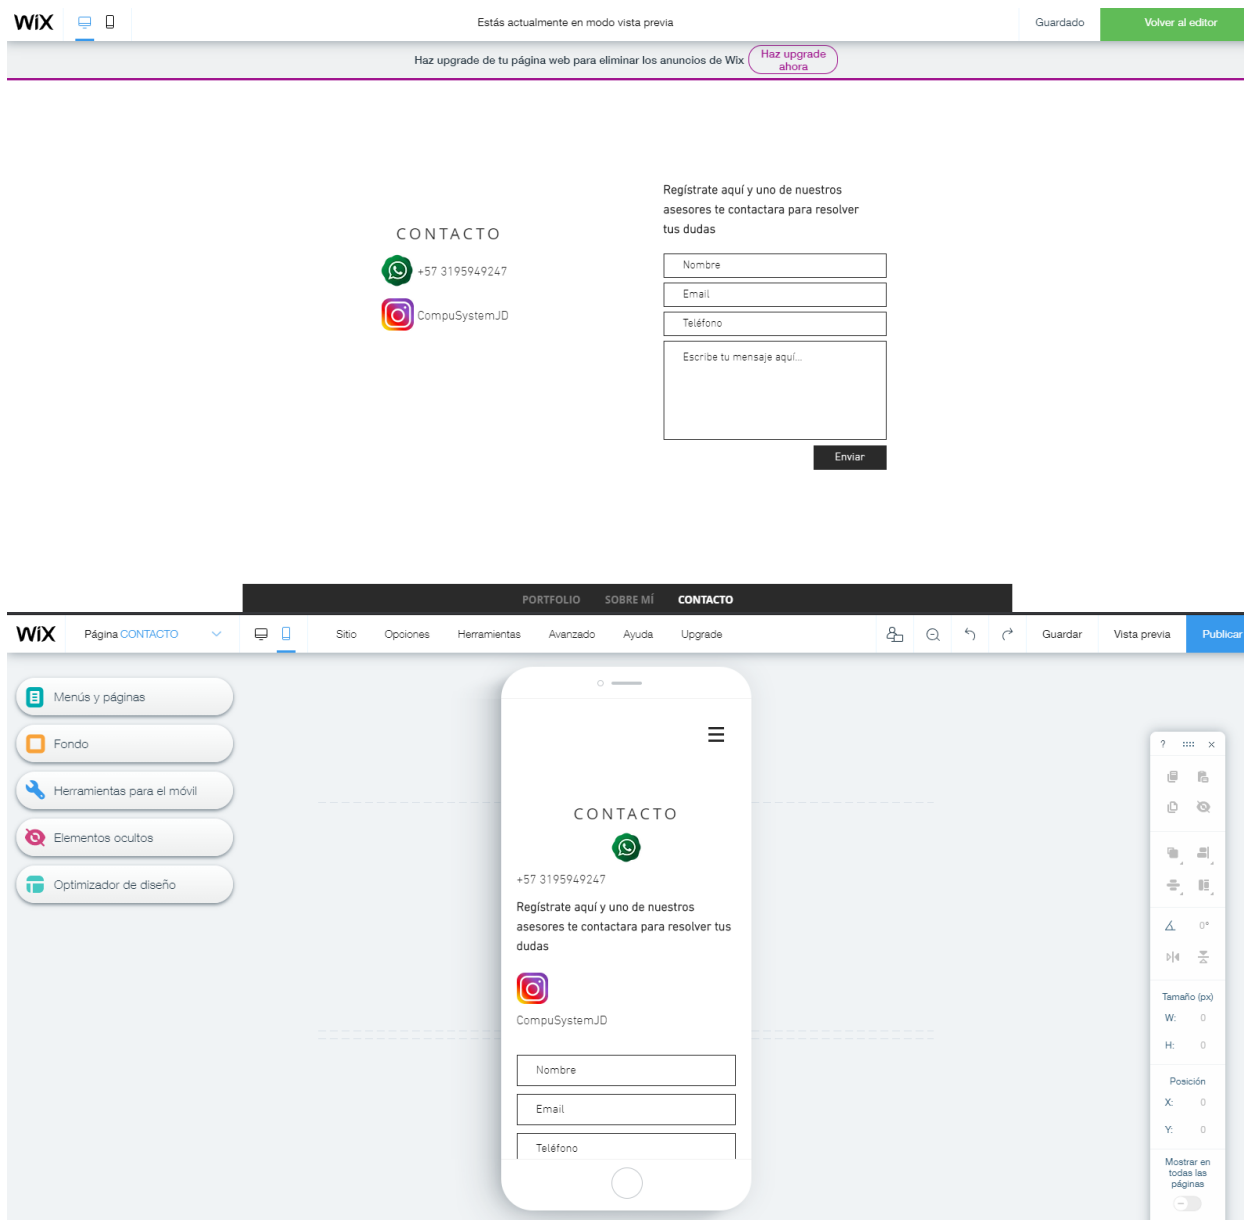 WiX
Estás actualmente en modo vista previa
Guardado
Volver al editor
Haz upgrade de tu página web para eliminar los anuncios de Wix
Haz upgrade
ahora
CONTACTO
+57 3195949247
CompuSystemJD
Regístrate aquí y uno de nuestros
asesores te contactara para resolver
tus dudas
Nombre
Email
Teléfono
Escribe tu mensaje aquí...
Enviar
PORTFOLIO SOBRE MÍ CONTACTO
WiX
Página CONTACTO
Sitio Opciones Herramientas Avanzado Ayuda Upgrade
Guardar Vista previa Publicar
Menús y páginas
Fondo
Herramientas para el móvil
Elementos ocultos
Optimizador de diseño
CONTACTO
+57 3195949247
Regístrate aquí y uno de nuestros
asesores te contactara para resolver tus
dudas
CompuSystemJD
Nombre
Email
Teléfono
?
0°
Tamaño (px)
W: 0
H: 0
Posición
X: 0
Y: 0
Mostrar en
todas las
páginas